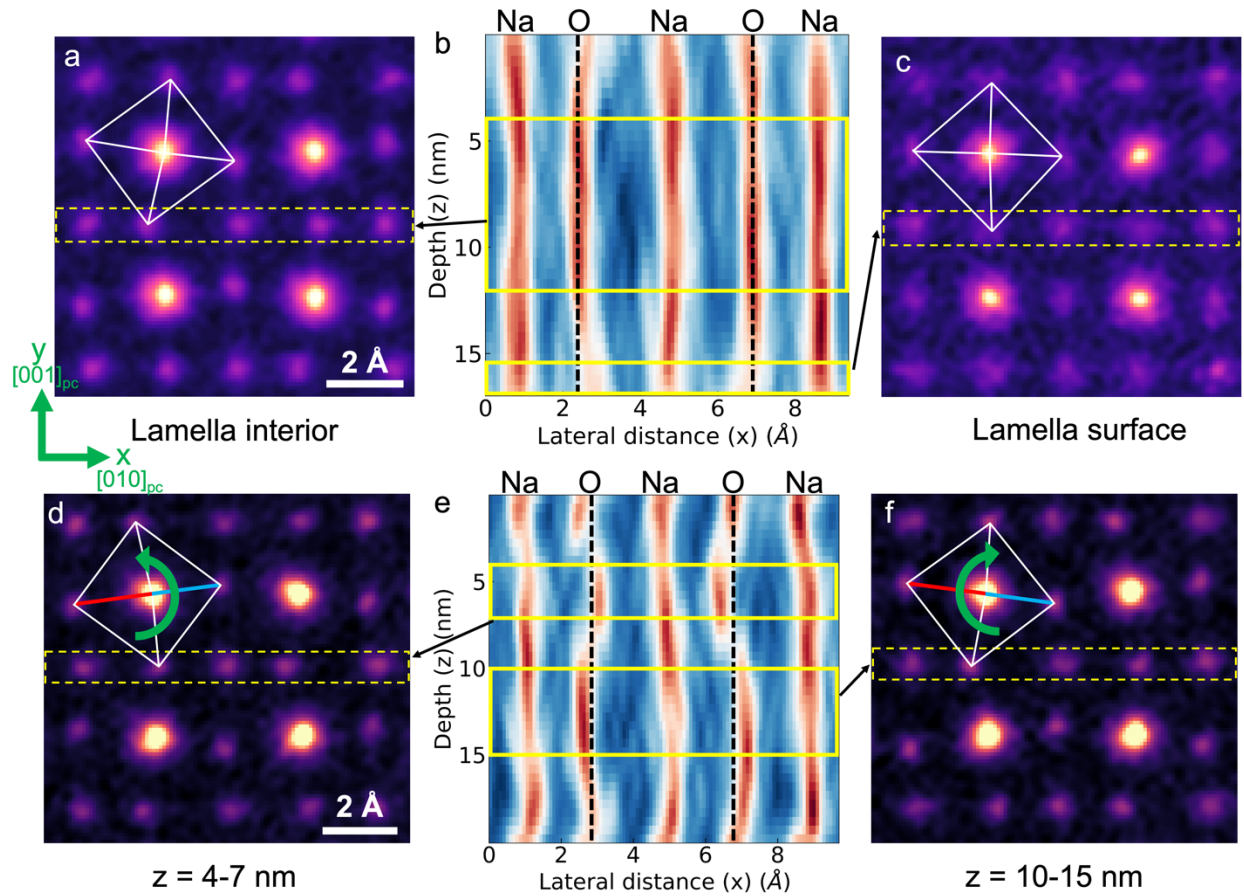 Na O Na O Na
a
b
c
Depth (z) (nm)
5
10
15
2 Å
0 2 4 6 8
Lateral distance (x) (Å)
y
[001]pc
x
[010]pc
Lamella interior
Lamella surface
Na O Na O Na
d
e
f
Depth (z) (nm)
5
10
15
2 Å
0 2 4 6 8
Lateral distance (x) (Å)
z = 4-7 nm
z = 10-15 nm